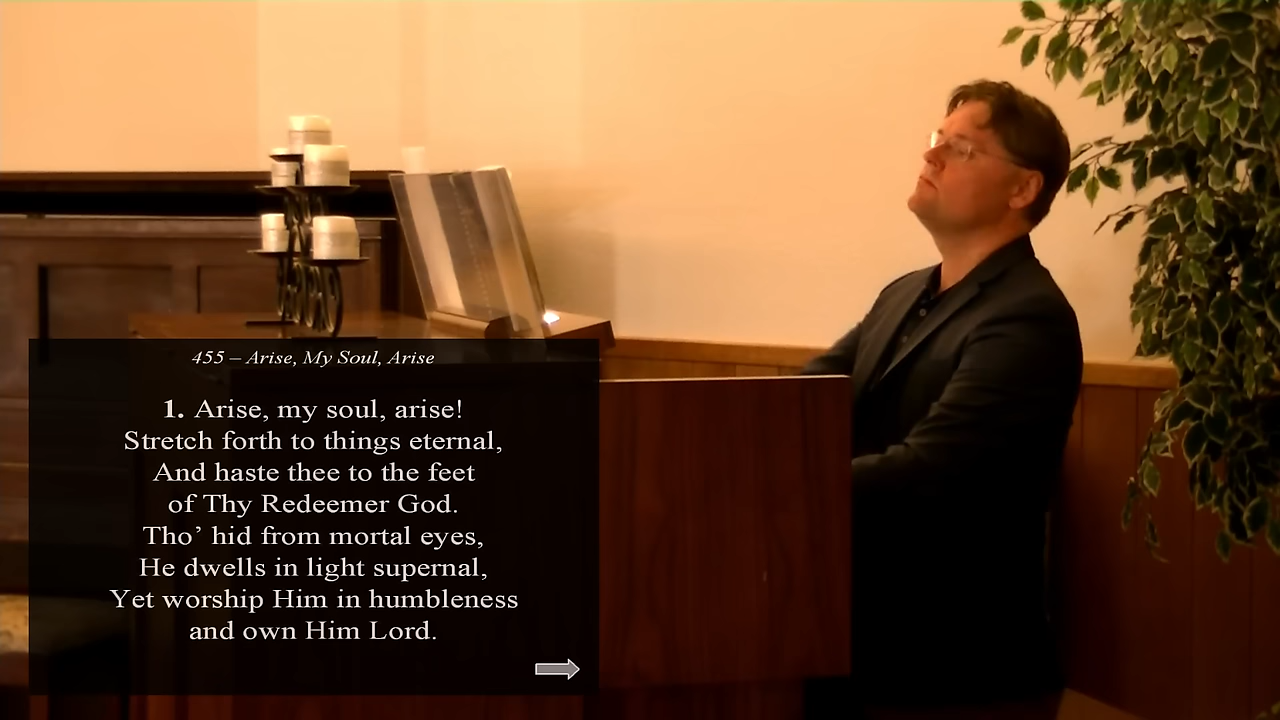 455 – Arise, My Soul, Arise
1. Arise, my soul, arise!
Stretch forth to things eternal,
And haste thee to the feet
of Thy Redeemer God.
Tho’ hid from mortal eyes,
He dwells in light supernal,
Yet worship Him in humbleness
and own Him Lord.